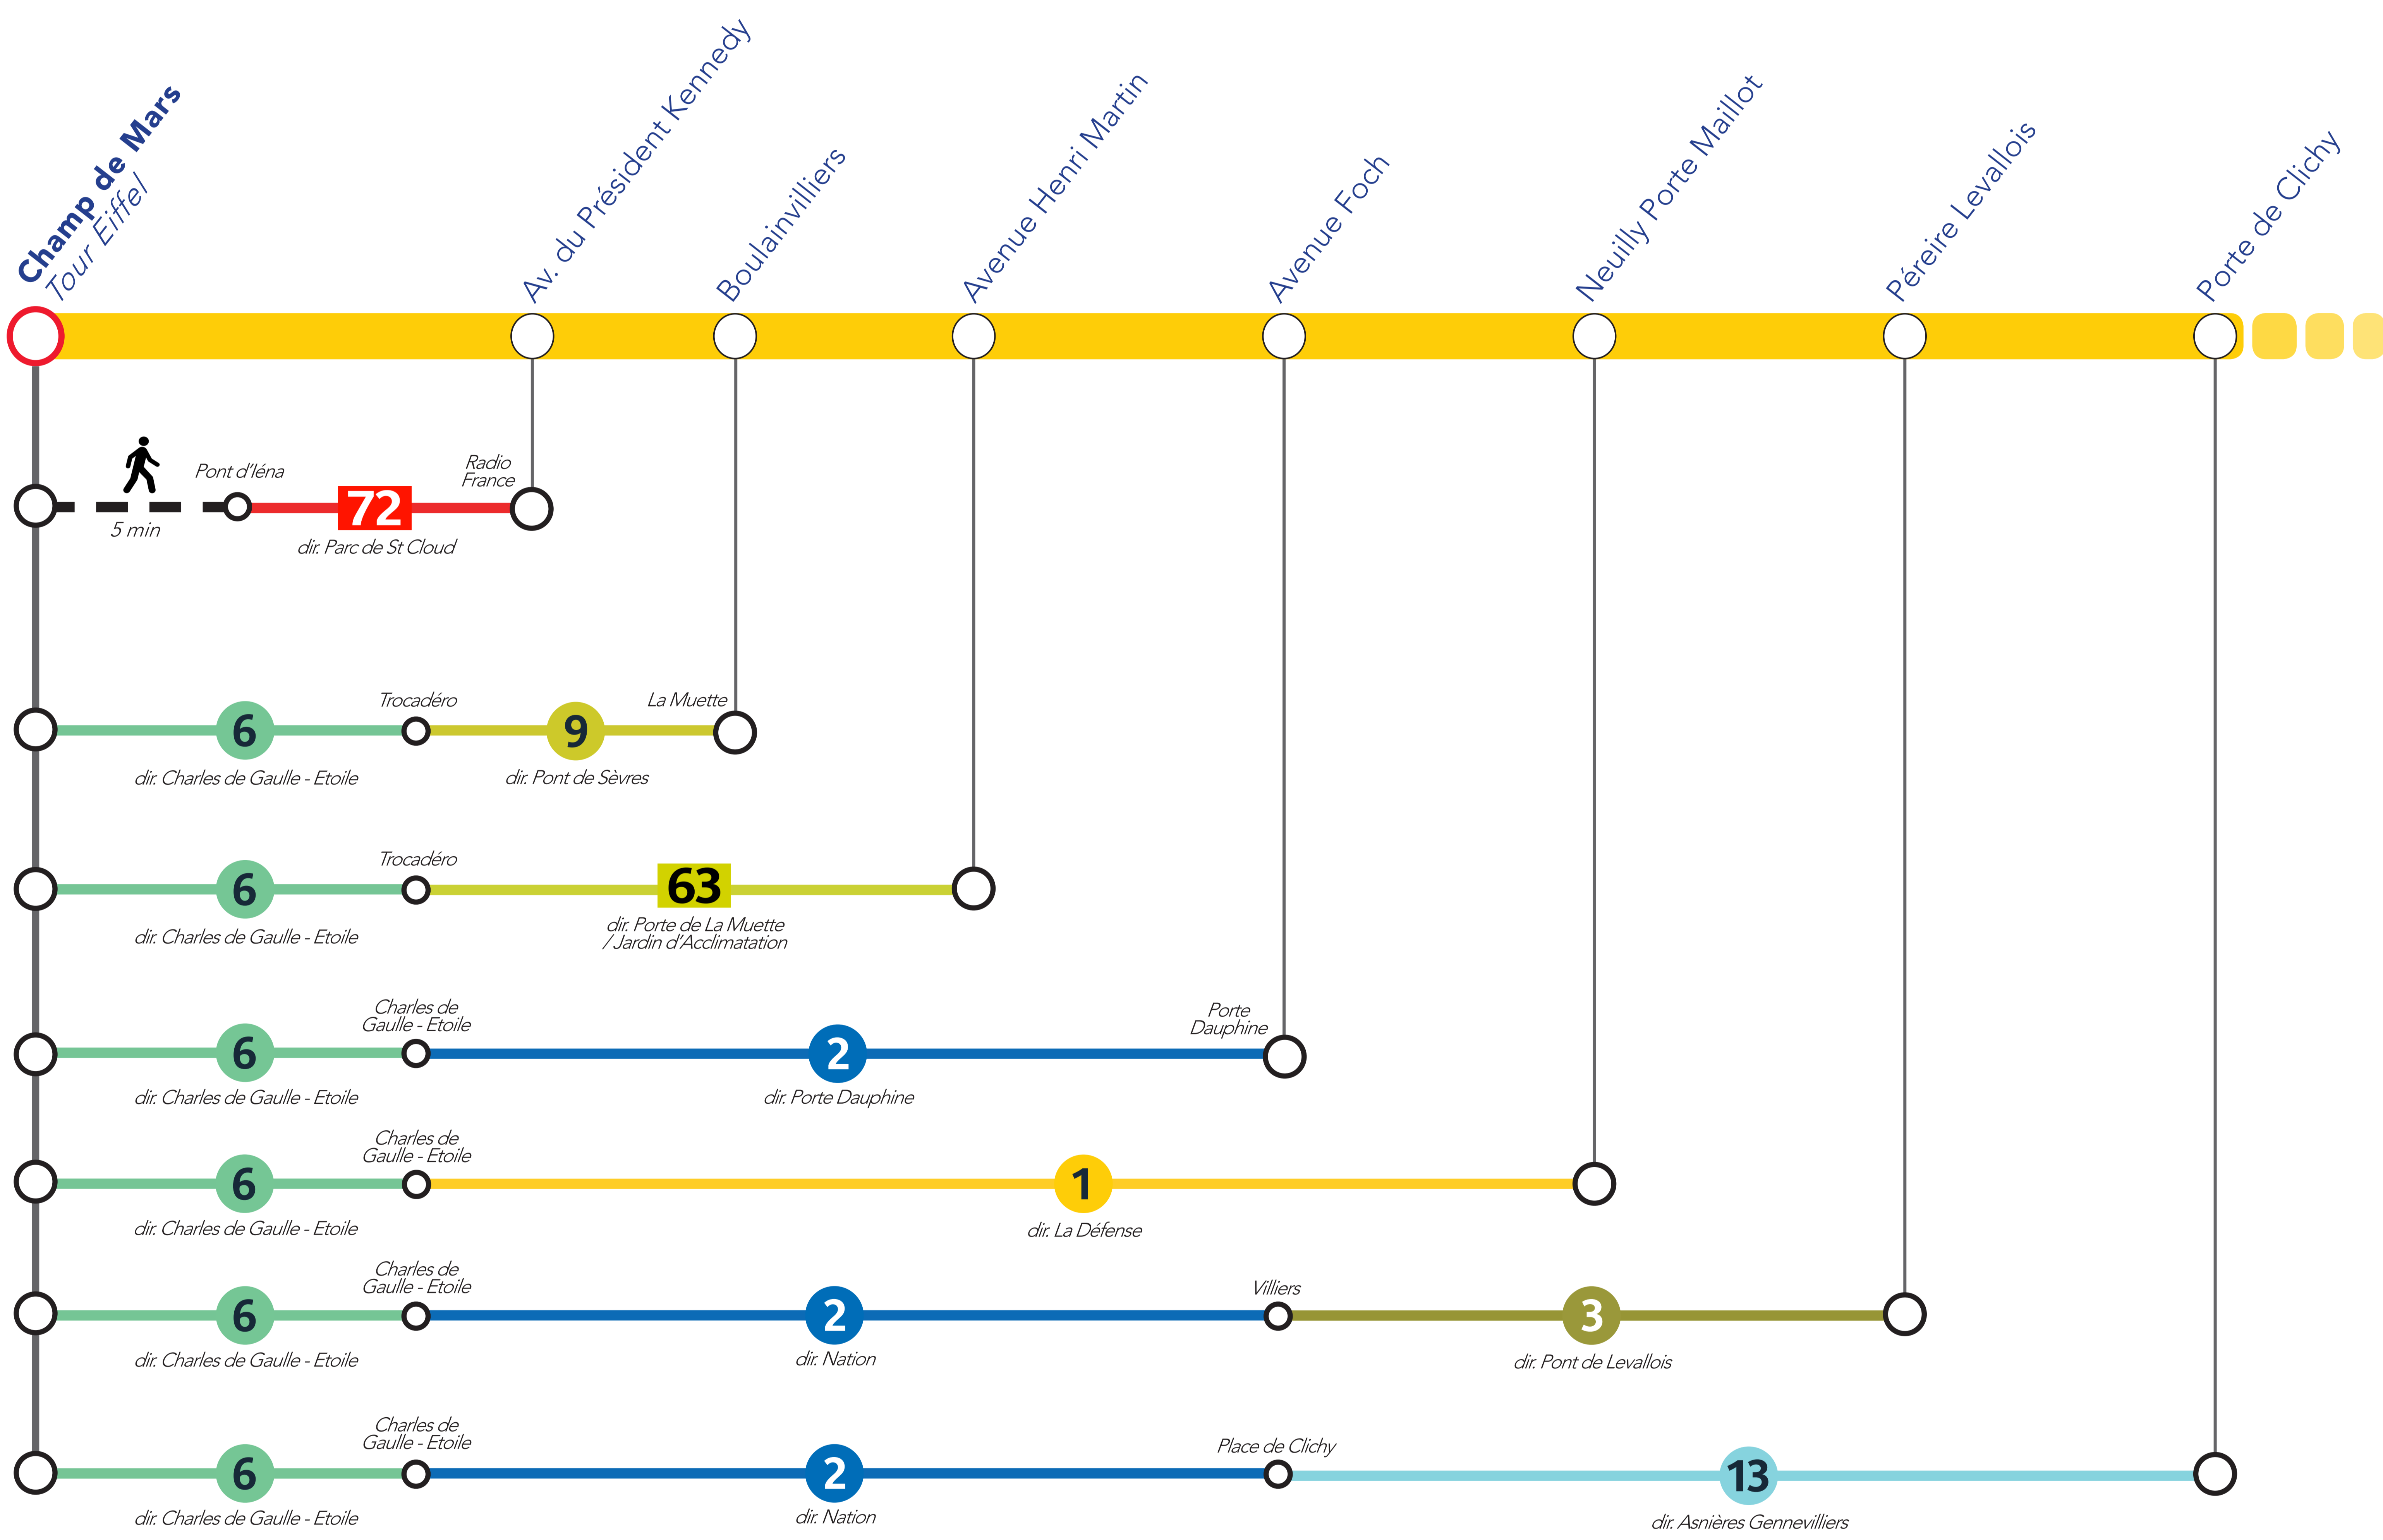 Champ de Mars
Tour Eiffel
Av. du Président Kennedy
Boulainvilliers
Avenue Henri Martin
Avenue Foch
Neuilly Porte Maillot
Péreire Levallois
Porte de Clichy
5 min
Pont d'Iéna
72
dir. Parc de St Cloud
Radio
France
6
dir. Charles de Gaulle - Etoile
Trocadéro
9
dir. Pont de Sèvres
La Muette
6
dir. Charles de Gaulle - Etoile
Trocadéro
63
dir. Porte de La Muette
/ Jardin d'Acclimatation
6
dir. Charles de Gaulle - Etoile
Charles de
Gaulle - Etoile
2
dir. Porte Dauphine
Porte
Dauphine
6
dir. Charles de Gaulle - Etoile
Charles de
Gaulle - Etoile
1
dir. La Défense
6
dir. Charles de Gaulle - Etoile
Charles de
Gaulle - Etoile
2
dir. Nation
Villiers
3
dir. Pont de Levallois
6
dir. Charles de Gaulle - Etoile
Charles de
Gaulle - Etoile
2
dir. Nation
Place de Clichy
13
dir. Asnières Gennevilliers